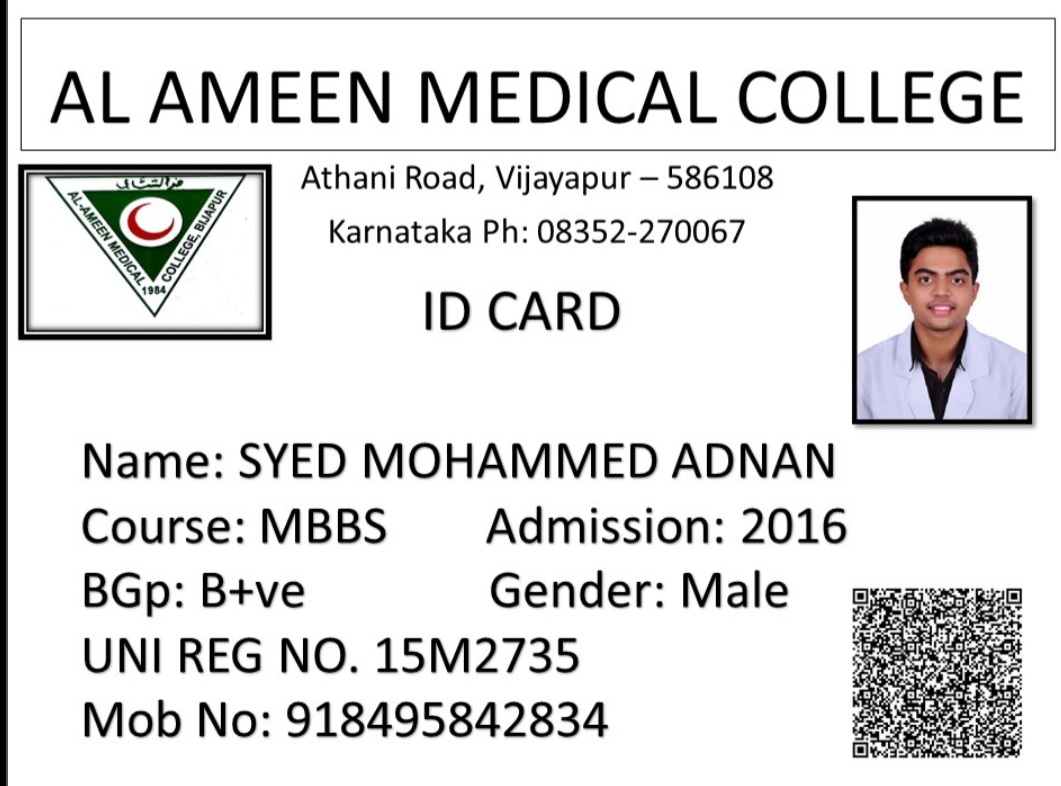 AL AMEEN MEDICAL COLLEGE
Athani Road, Vijayapur – 586108
Karnataka Ph: 08352-270067
AL-AMEEN MEDICAL
COLLEGE, BIJAPUR
1984
ID CARD
Name: SYED MOHAMMED ADNAN
Course: MBBS Admission: 2016
BGp: B+ve Gender: Male
UNI REG NO. 15M2735
Mob No: 918495842834